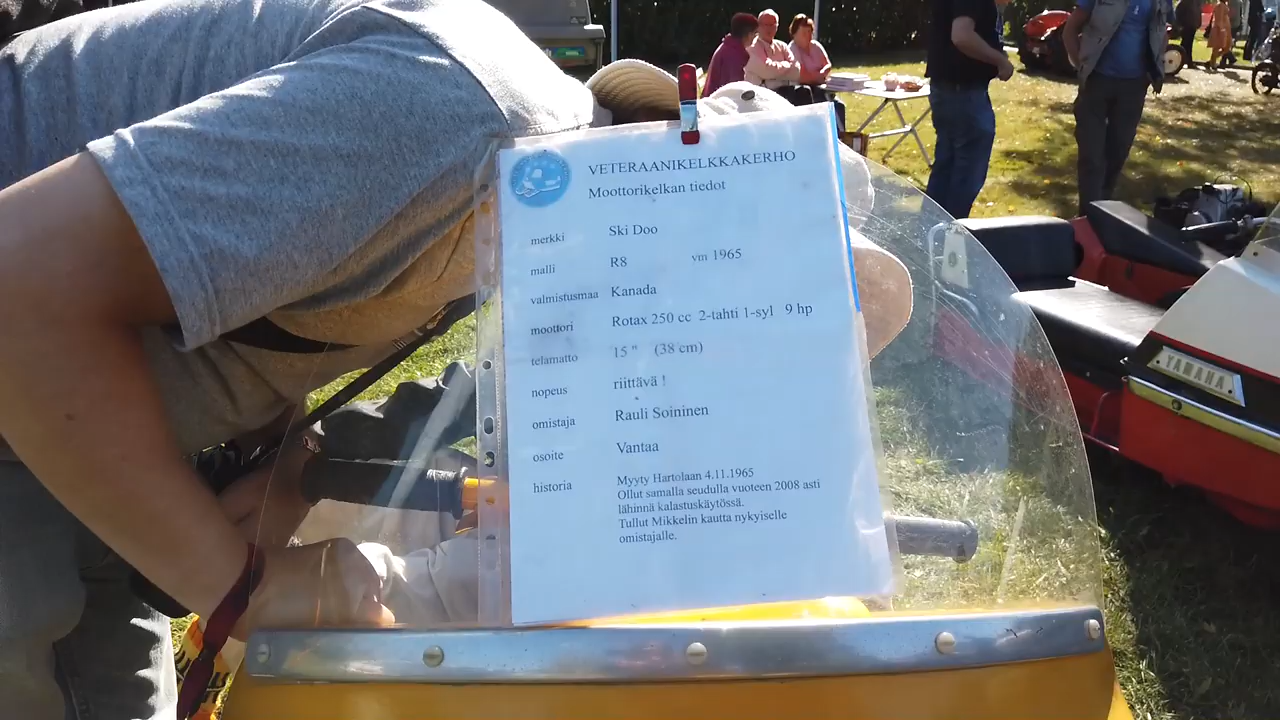 VETERAANIKELKKAKERHO
Moottorikelkan tiedot
merkki Ski Doo
malli R8 vm 1965
valmistusmaa Kanada
moottori Rotax 250 cc 2-tahti 1-syl 9 hp
telamatto 15 " (38 cm)
nopeus riittävä !
omistaja Rauli Soininen
osoite Vantaa
historia Myyty Hartolaan 4.11.1965
Ollut samalla seudulla vuoteen 2008 asti
lähinnä kalastuskäytössä.
Tullut Mikkelin kautta nykyiselle
omistajalle.
YAMAHA